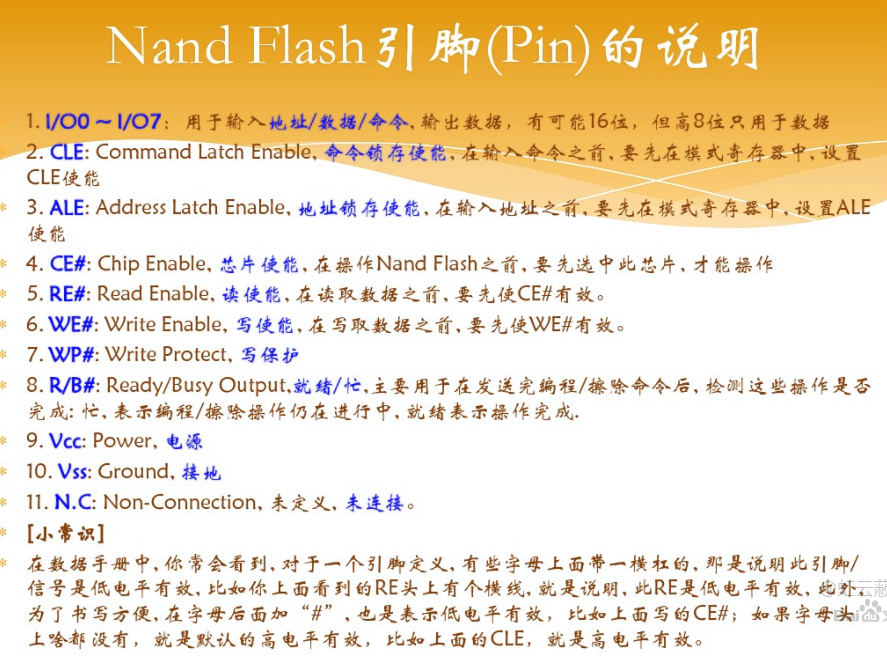 Nand Flash引脚(Pin)的说明
1. I/O0 ~ I/O7: 用于输入地址/数据/命令,输出数据，有可能16位，但高8位只用于数据
2. CLE: Command Latch Enable, 命令锁存使能,在输入命令之前,要先在模式寄存器中,设置
CLE使能
3. ALE: Address Latch Enable, 地址锁存使能,在输入地址之前,要先在模式寄存器中,设置ALE
使能
4. CE#: Chip Enable, 芯片使能,在操作Nand Flash之前,要先选中此芯片,才能操作
5. RE#: Read Enable, 读使能,在读取数据之前,要先使CE#有效。
6. WE#: Write Enable, 写使能,在写取数据之前,要先使WE#有效。
7. WP#: Write Protect, 写保护
8. R/B#: Ready/Busy Output,就绪/忙,主要用于在发送完编程/擦除命令后,检测这些操作是否
完成:忙,表示编程/擦除操作仍在进行中,就绪表示操作完成.
9. Vcc: Power, 电源
10. Vss: Ground, 接地
11. N.C: Non-Connection, 未定义,未连接。
[小常识]
在数据手册中,你常会看到,对于一个引脚定义,有些字母上面带一横杠的,那是说明此引脚/
信号是低电平有效,比如你上面看到的RE头上有个横线,就是说明,此RE是低电平有效,此外,
为了书写方便,在字母后面加“#”,也是表示低电平有效，比如上面写的CE#；如果字母头
上啥都没有，就是默认的高电平有效，比如上面的CLE，就是高电平有效。